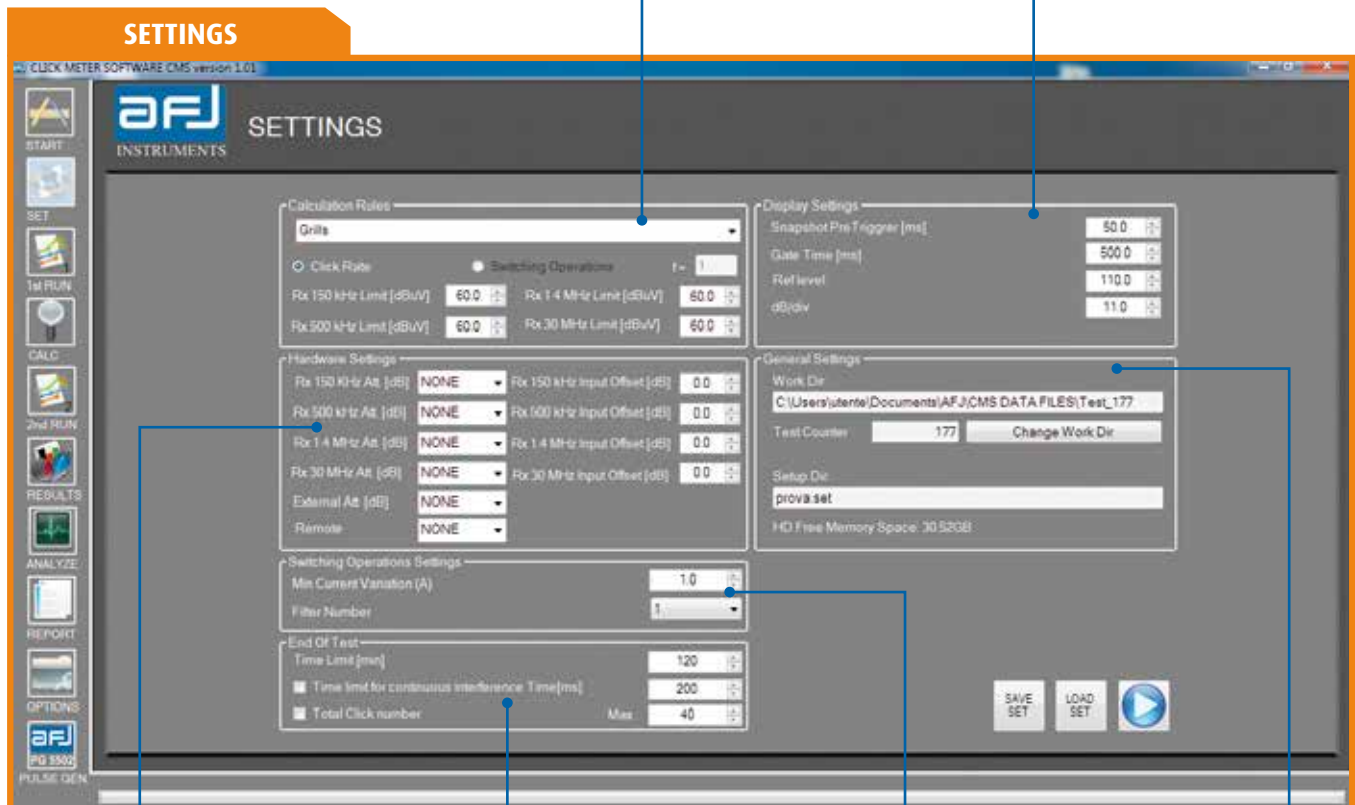 SETTINGS
CLICK METER SOFTWARE CMS version 1.01
afj
INSTRUMENTS
SETTINGS
START
SET
1st RUN
CALC
2nd RUN
RESULTS
ANALYZE
REPORT
OPTIONS
afj
PG 5502
PULSE GEN
Calculation Rules
Grills
Click Rate Switching Operations f = 1
Rx 150 kHz Limit [dBuV] 60.0 Rx 1.4 MHz Limit [dBuV] 60.0
Rx 500 kHz Limit [dBuV] 60.0 Rx 30 MHz Limit [dBuV] 60.0
Hardware Settings
Rx 150 KHz Att. [dB] NONE Rx 150 kHz Input Offset [dB] 0.0
Rx 500 kHz Att. [dB] NONE Rx 500 kHz Input Offset [dB] 0.0
Rx 1.4 MHz Att. [dB] NONE Rx 1.4 MHz Input Offset [dB] 0.0
Rx 30 MHz Att. [dB] NONE Rx 30 MHz Input Offset [dB] 0.0
External Att. [dB] NONE
Remote NONE
Switching Operations Settings
Min Current Variation (A) 1.0
Filter Number 1
End Of Test
Time Limit [min] 120
Time limit for continuous interference Time[ms] 200
Total Click number Max 40
Display Settings
Snapshot PreTriggrer [ms] 50.0
Gate Time [ms] 500.0
Ref level 110.0
dB/div 11.0
General Settings
Work Dir
C:\Users\utente\Documents\AFJ\CMS DATA FILES\Test_177
Test Counter 177 Change Work Dir
Setup Dir
prova.set
HD Free Memory Space: 30.52GB
SAVE SET
LOAD SET